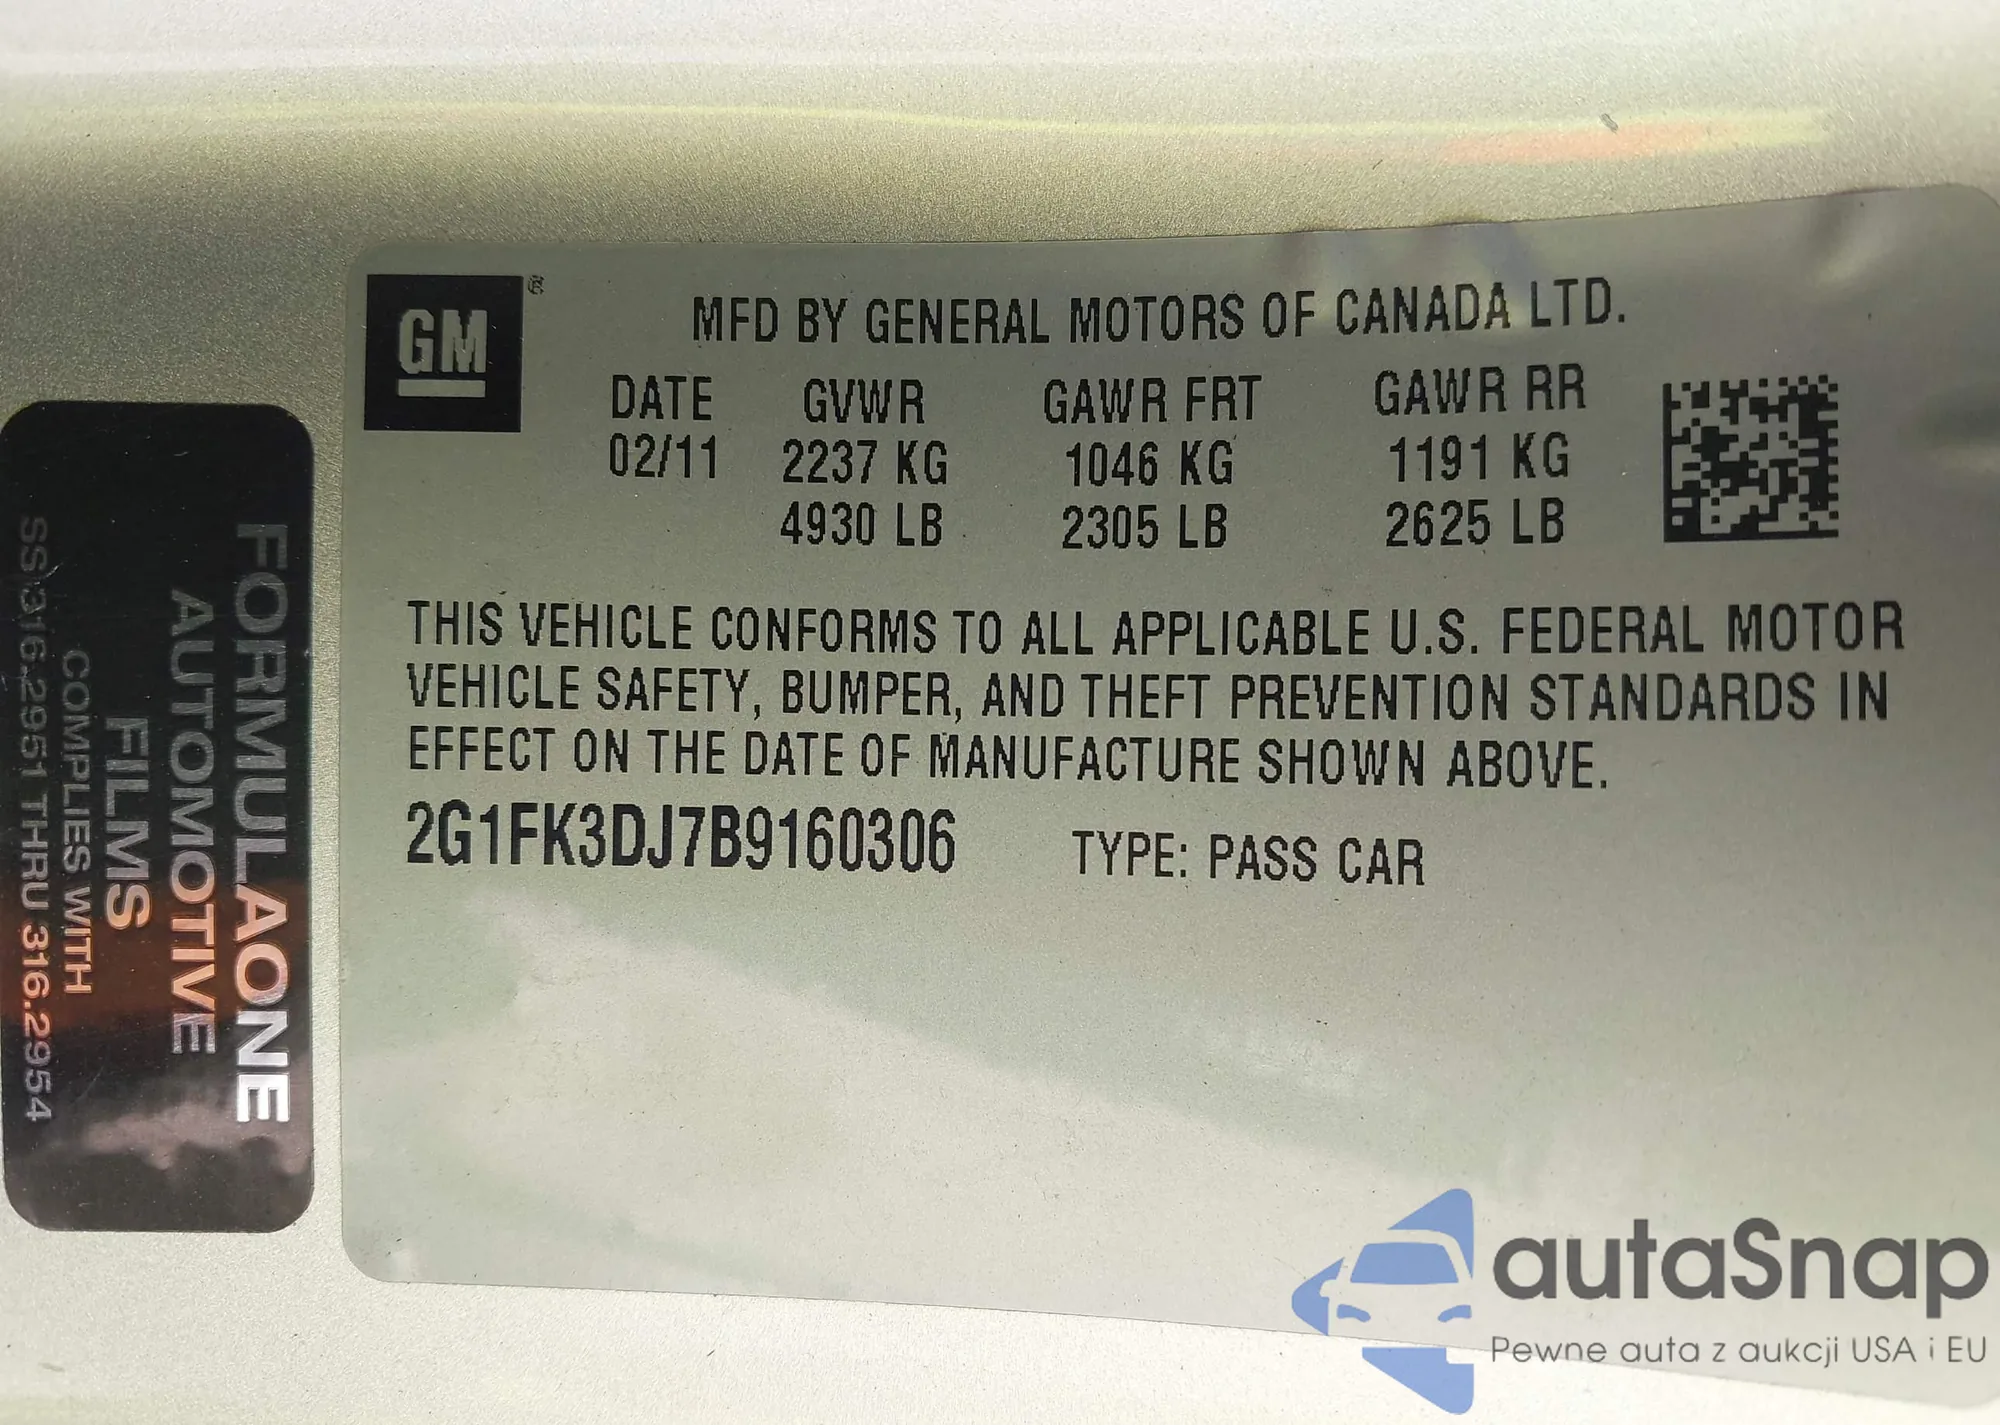 GM
®
MFD BY GENERAL MOTORS OF CANADA LTD.
DATE GVWR GAWR FRT GAWR RR
02/11 2237 KG 1046 KG 1191 KG
4930 LB 2305 LB 2625 LB
THIS VEHICLE CONFORMS TO ALL APPLICABLE U.S. FEDERAL MOTOR
VEHICLE SAFETY, BUMPER, AND THEFT PREVENTION STANDARDS IN
EFFECT ON THE DATE OF MANUFACTURE SHOWN ABOVE.
2G1FK3DJ7B9160306 TYPE: PASS CAR
FORMULAONE
AUTOMOTIVE
FILMS
COMPLIES WITH
SS316.2951 THRU 316.2954
autaSnap
Pewne auta z aukcji USA i EU